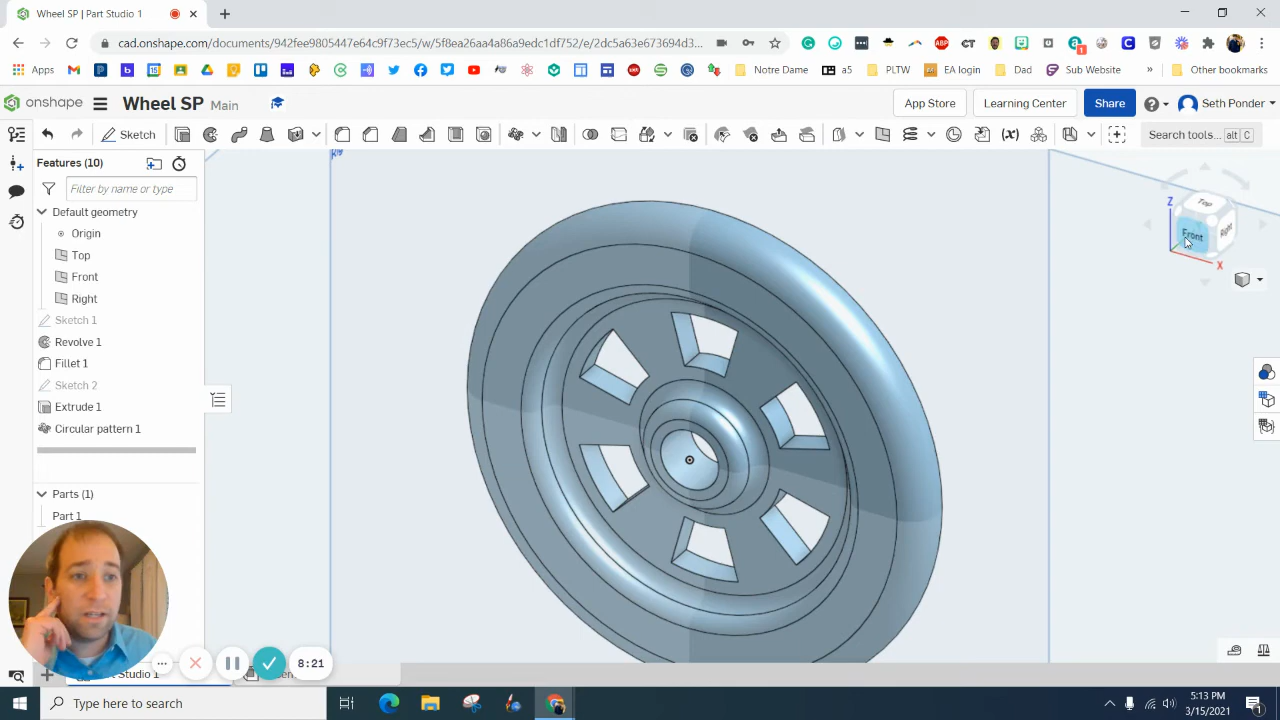 Wheel SP | Part Studio 1
cad.onshape.com/documents/942fee9805447e649f73ec5/w/5f8ea26a4a8f6a9edc1df752/e/2dc5a63e673694d3...
Apps
Notre Dame
a5
PLTW
EA login
Dad
Sub Website
»
Other bookmarks
onshape
Wheel SP Main
App Store
Learning Center
Share
Seth Ponder
Sketch
Search tools... alt C
Features (10)
Filter by name or type
Default geometry
Origin
Top
Front
Right
Sketch 1
Revolve 1
Fillet 1
Sketch 2
Extrude 1
Circular pattern 1
Parts (1)
Part 1
Top
Front
Right
Z
X
8:21
Studio 1
Type here to search
5:13 PM
3/15/2021